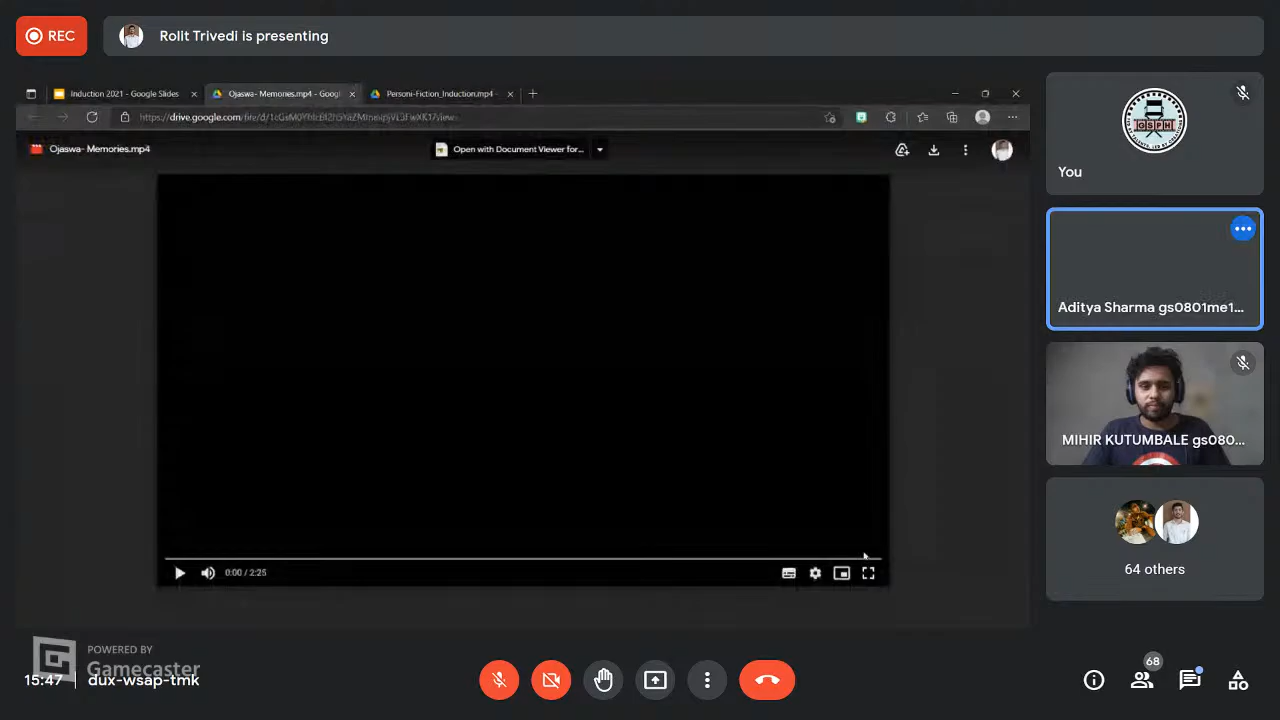 REC
Rolit Trivedi is presenting
Induction 2021 - Google Slides
Ojaswa- Memories.mp4 - Googl
Personi-Fiction_Induction.mp4 -
Ojaswa- Memories.mp4
Open with Document Viewer for...
0:00 / 2:25
You
Aditya Sharma gs0801me1...
MIHIR KUTUMBALE gs080...
64 others
POWERED BY
Gamecaster
15:47
dux-wsap-tmk
68